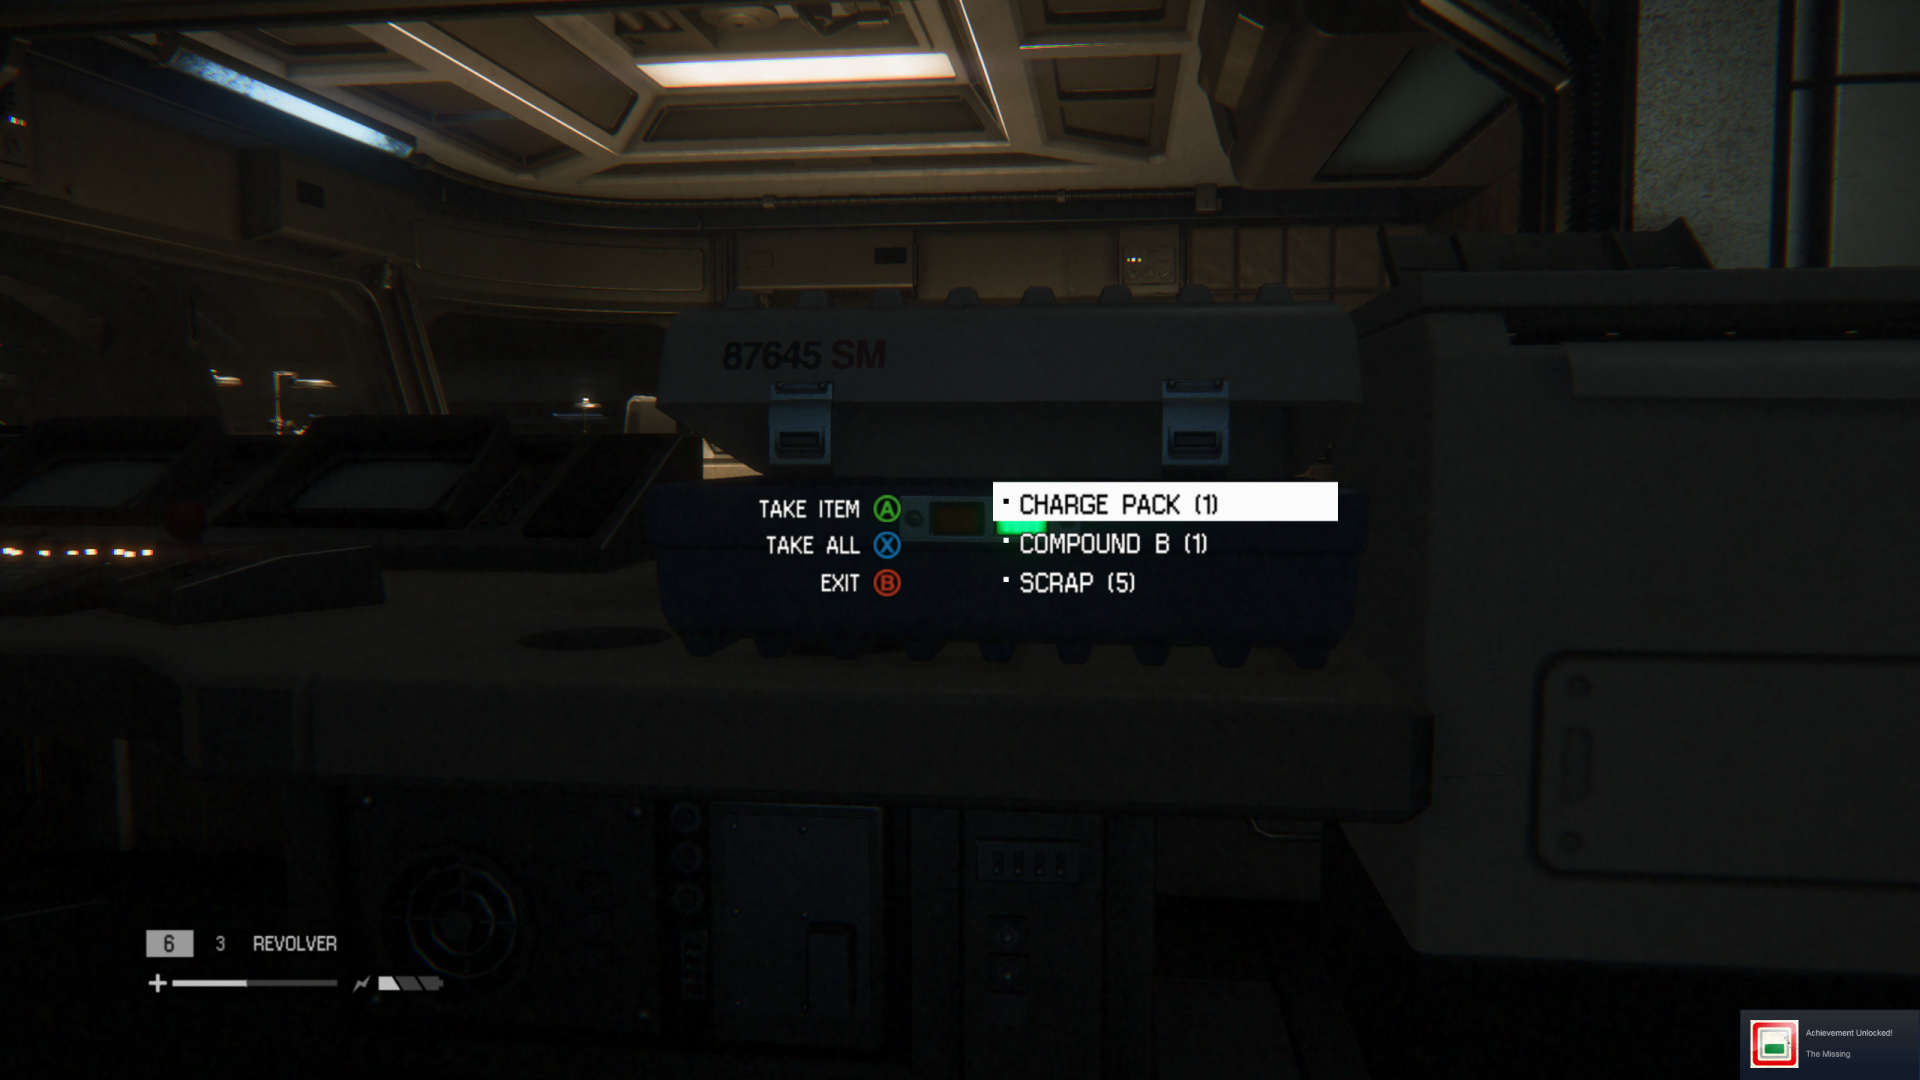 87645 SM
TAKE ITEM A
TAKE ALL X
EXIT B
CHARGE PACK (1)
COMPOUND B (1)
SCRAP (5)
6 3 REVOLVER
Achievement Unlocked!
The Missing